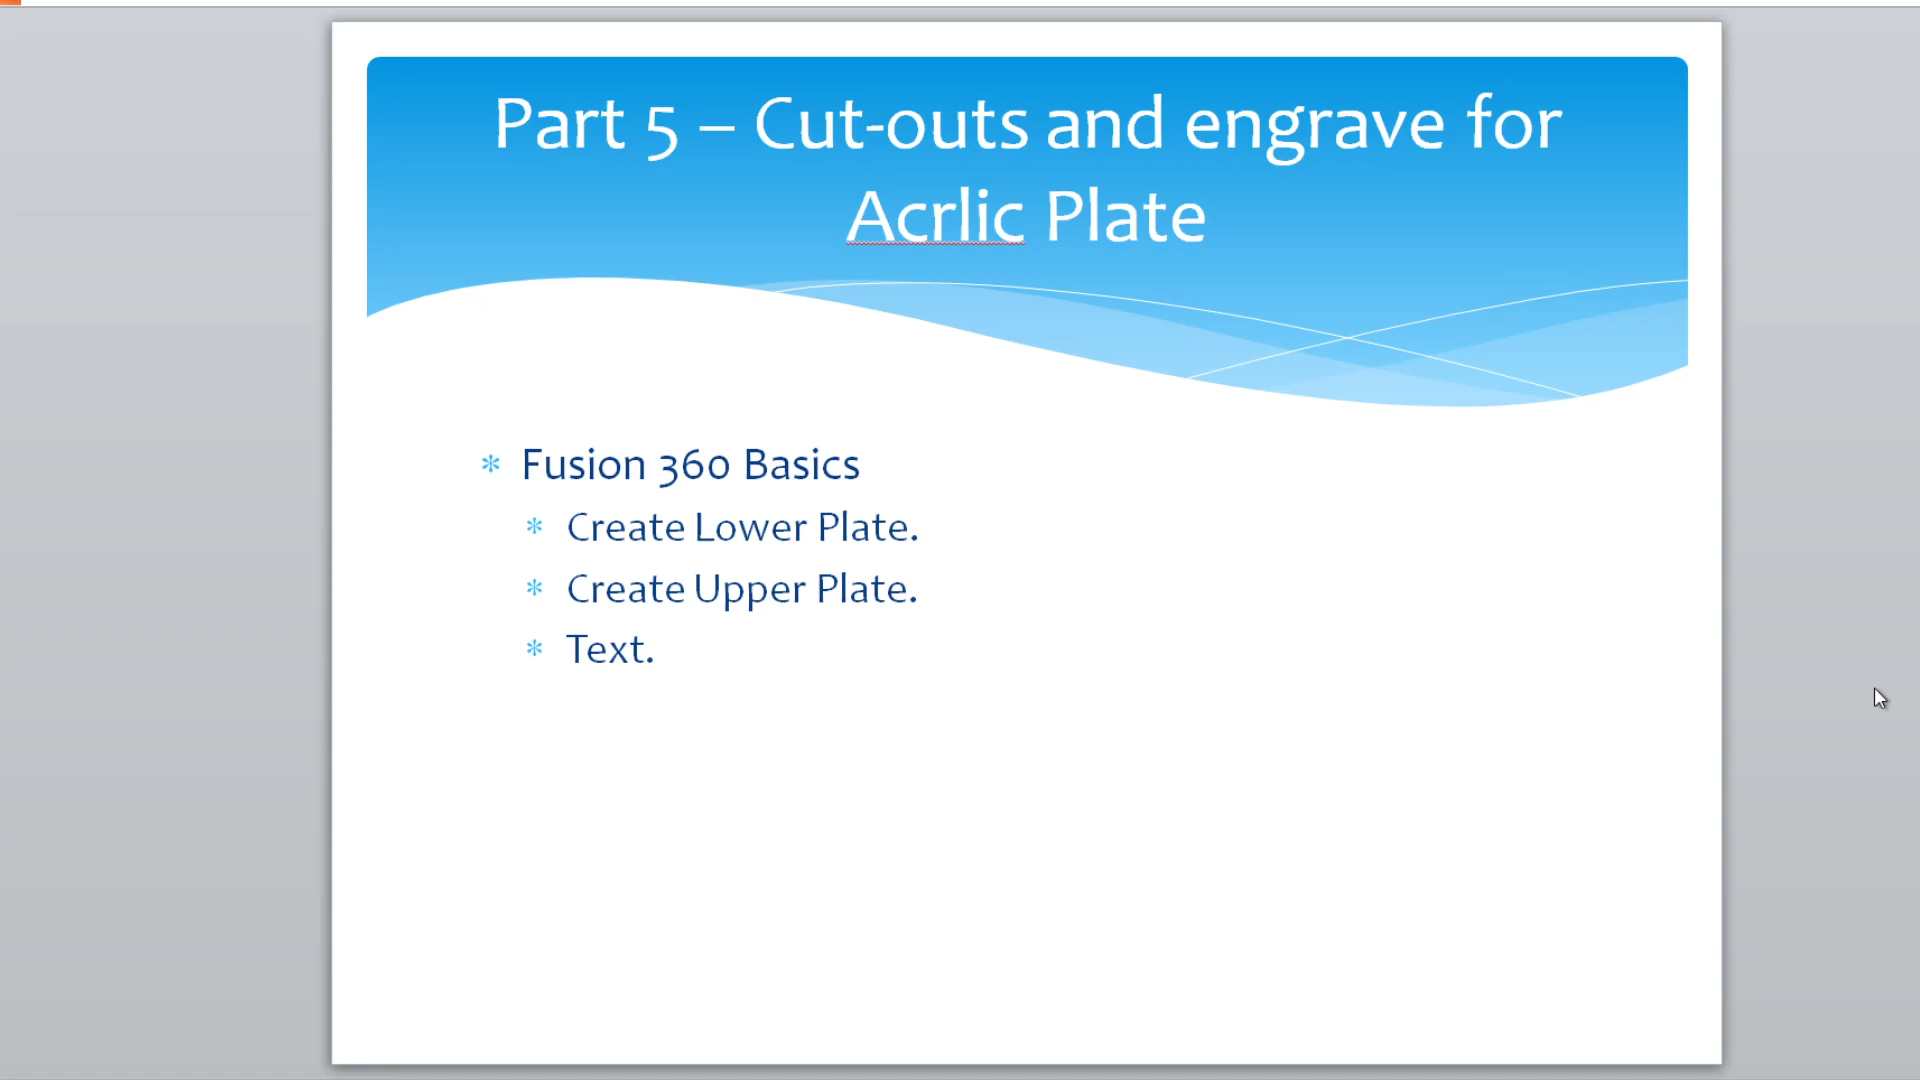 Part 5 – Cut-outs and engrave for
Acrlic Plate
* Fusion 360 Basics
* Create Lower Plate.
* Create Upper Plate.
* Text.